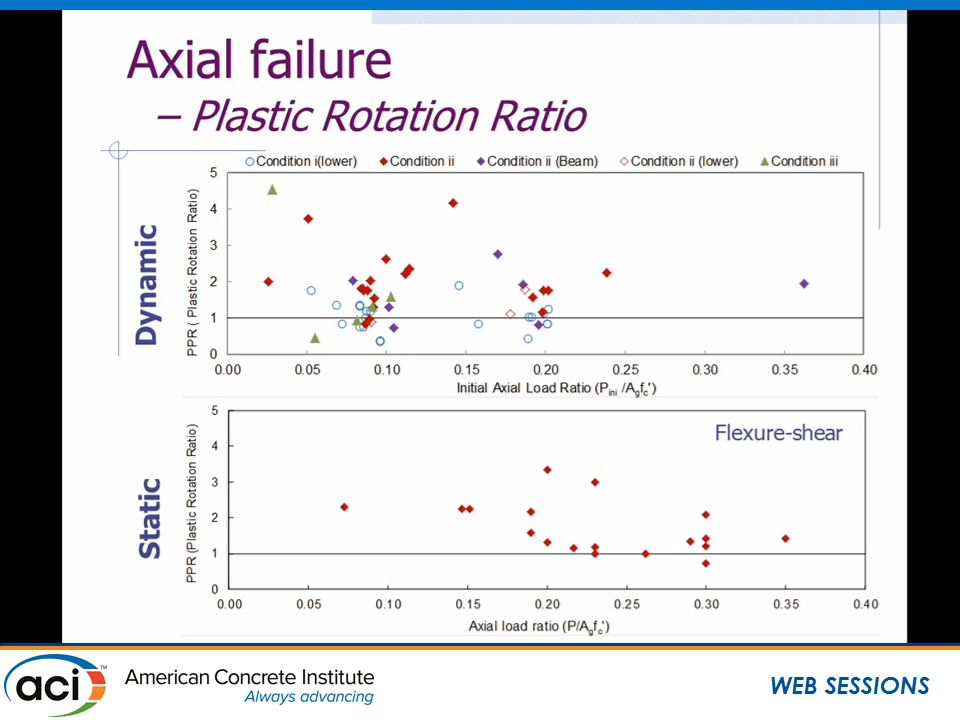 Axial failure
– Plastic Rotation Ratio
Condition i(lower) Condition ii Condition ii (Beam) Condition ii (lower) Condition iii
Dynamic
PPR ( Plastic Rotation Ratio)
5
4
3
2
1
0
0.00 0.05 0.10 0.15 0.20 0.25 0.30 0.35 0.40
Initial Axial Load Ratio (Pini /Agfc')
Static
PPR (Plastic Rotation Ratio)
5
4
3
2
1
0
Flexure-shear
0.00 0.05 0.10 0.15 0.20 0.25 0.30 0.35 0.40
Axial load ratio (P/Agfc')
aci™
American Concrete Institute
Always advancing
WEB SESSIONS